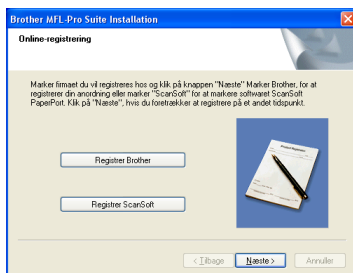 Brother MFL-Pro Suite Installation
Online-registrering
Marker firmaet du vil registreres hos og klik på knappen "Næste" Marker Brother, for at
registrerer din anordning eller marker "ScanSoft" for at markere softwaret ScanSoft
PaperPort. Klik på "Næste", hvis du foretrækker at registrere på et andet tidspunkt.
Registrer Brother
Registrer ScanSoft
< Tilbage
Næste >
Annuller